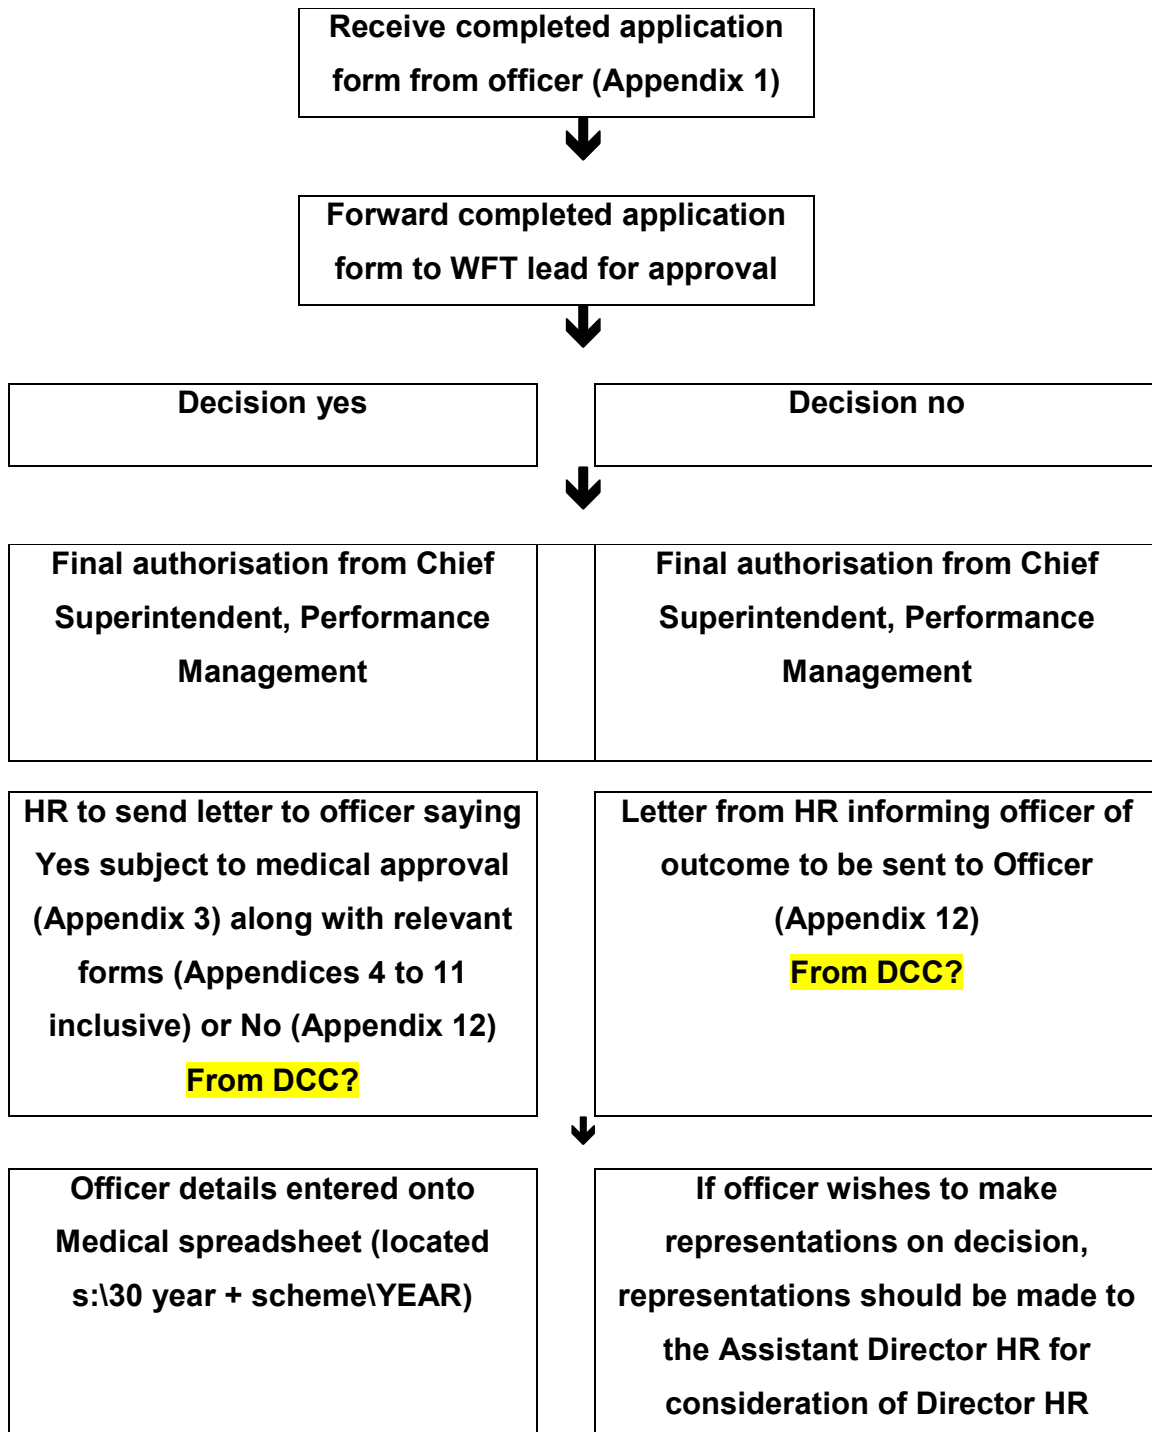 Receive completed application
form from officer (Appendix 1)
Forward completed application
form to WFT lead for approval
Decision yes
Decision no
Final authorisation from Chief
Superintendent, Performance
Management
Final authorisation from Chief
Superintendent, Performance
Management
HR to send letter to officer saying
Yes subject to medical approval
(Appendix 3) along with relevant
forms (Appendices 4 to 11
inclusive) or No (Appendix 12)
From DCC?
Letter from HR informing officer of
outcome to be sent to Officer
(Appendix 12)
From DCC?
Officer details entered onto
Medical spreadsheet (located
s:\30 year + scheme\YEAR)
If officer wishes to make
representations on decision,
representations should be made to
the Assistant Director HR for
consideration of Director HR